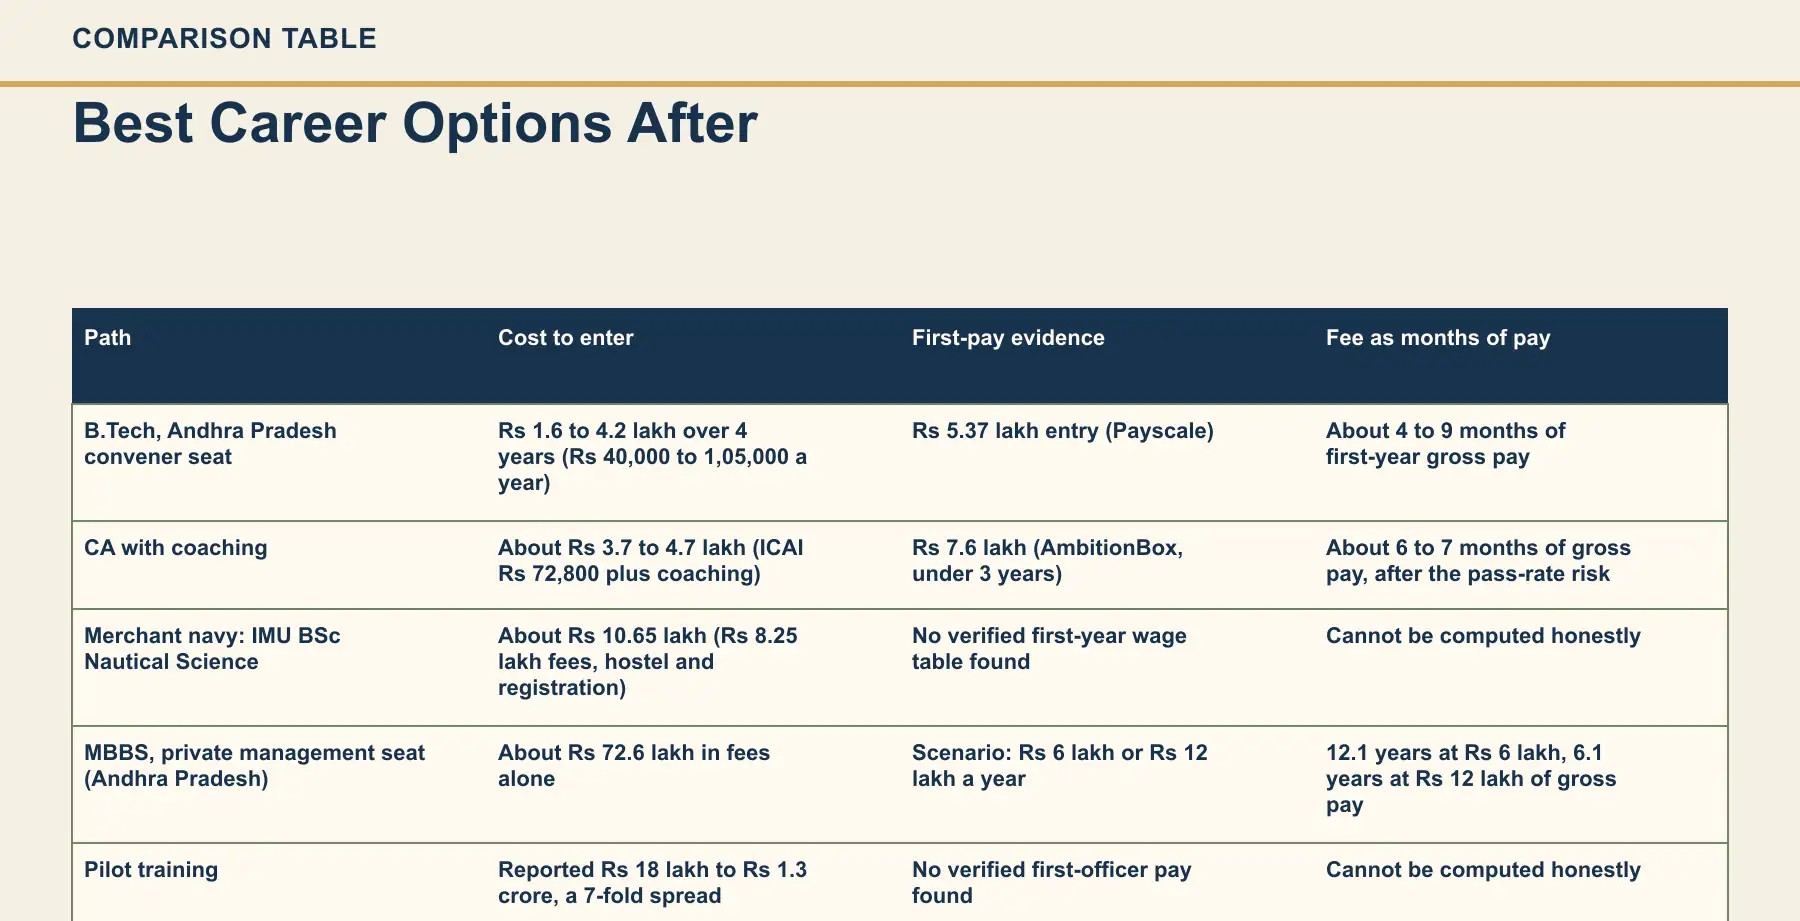 COMPARISON TABLE
Best Career Options After
Path
Cost to enter
First-pay evidence
Fee as months of pay
B.Tech, Andhra Pradesh
convener seat
Rs 1.6 to 4.2 lakh over 4
years (Rs 40,000 to 1,05,000 a
year)
Rs 5.37 lakh entry (Payscale)
About 4 to 9 months of
first-year gross pay
CA with coaching
About Rs 3.7 to 4.7 lakh (ICAI
Rs 72,800 plus coaching)
Rs 7.6 lakh (AmbitionBox,
under 3 years)
About 6 to 7 months of gross
pay, after the pass-rate risk
Merchant navy: IMU BSc
Nautical Science
About Rs 10.65 lakh (Rs 8.25
lakh fees, hostel and
registration)
No verified first-year wage
table found
Cannot be computed honestly
MBBS, private management seat
(Andhra Pradesh)
About Rs 72.6 lakh in fees
alone
Scenario: Rs 6 lakh or Rs 12
lakh a year
12.1 years at Rs 6 lakh, 6.1
years at Rs 12 lakh of gross
pay
Pilot training
Reported Rs 18 lakh to Rs 1.3
crore, a 7-fold spread
No verified first-officer pay
found
Cannot be computed honestly